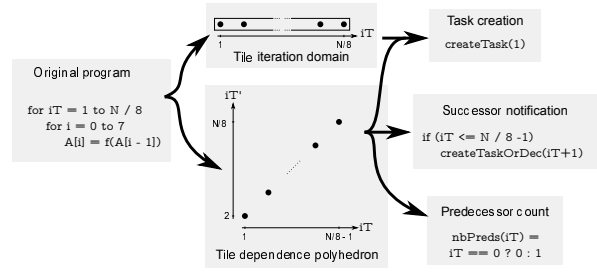 Original program
for iT = 1 to N / 8
for i = 0 to 7
A[i] = f(A[i - 1])
1
N/8
iT
Tile iteration domain
iT'
N/8
2
1
N/8 - 1
iT
Tile dependence polyhedron
Task creation
createTask(1)
Successor notification
if (iT <= N / 8 -1)
createTaskOrDec(iT+1)
Predecessor count
nbPreds(iT) =
iT == 0 ? 0 : 1